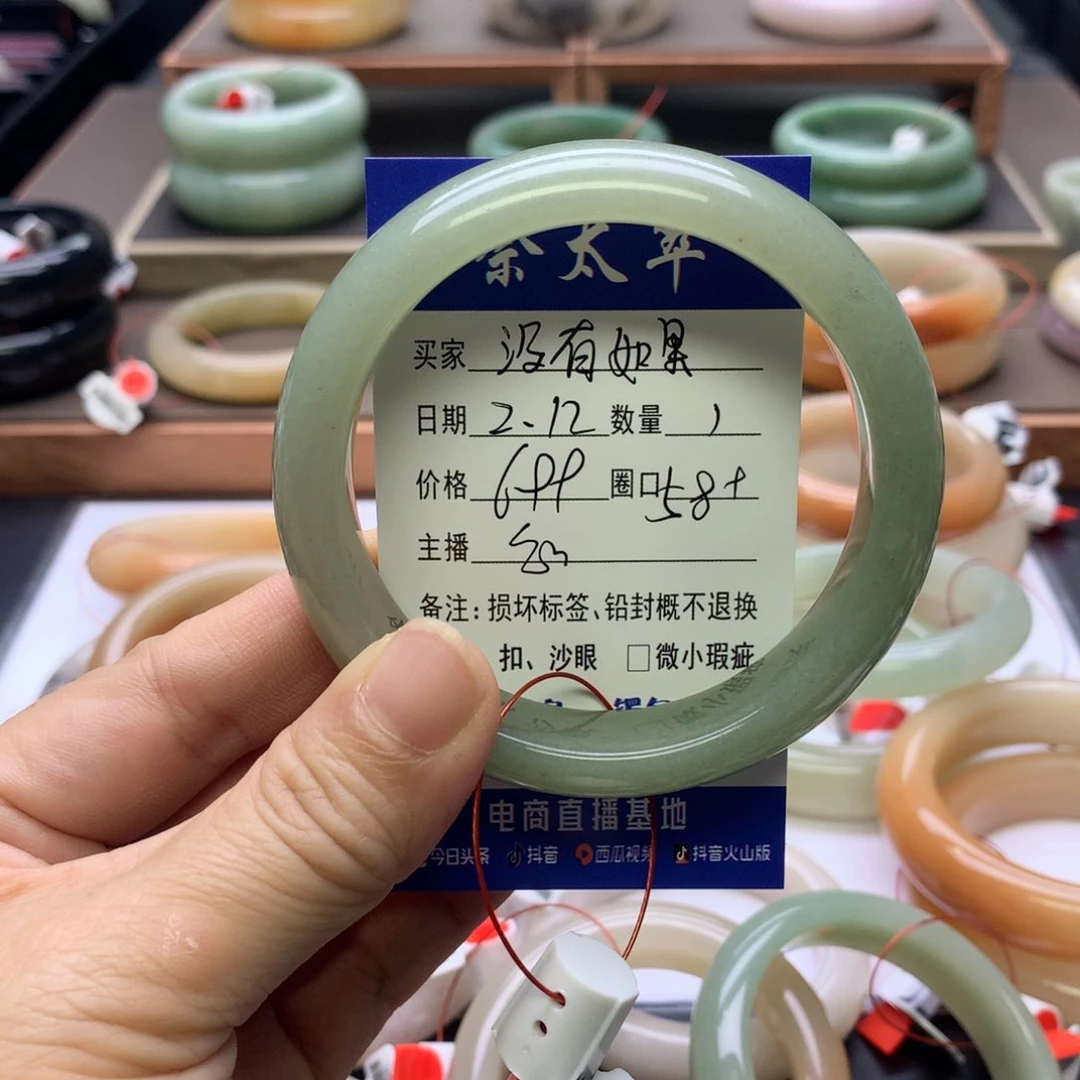 太翠
买家 没有如果
日期 2.12 数量 1
价格 699 圈口 58+
主播
备注：损坏标签、铅封概不退换
扣、沙眼 □微小瑕疵
电商直播基地
今日头条 抖音 西瓜视频 抖音火山版